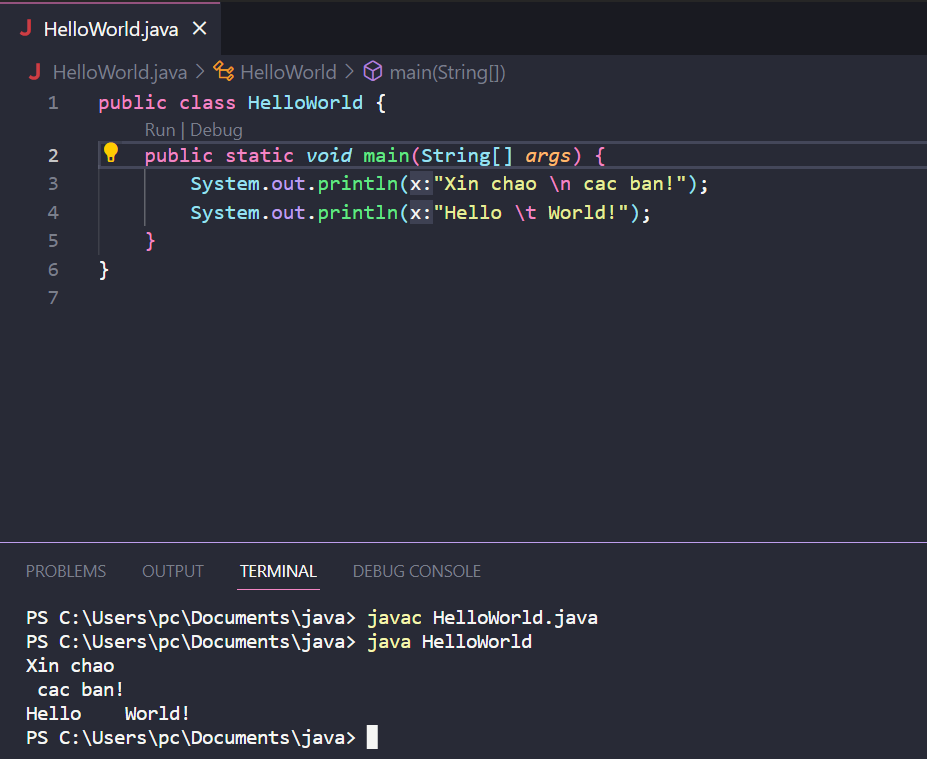 J HelloWorld.java ×
J HelloWorld.java > HelloWorld > main(String[])
1 public class HelloWorld {
Run | Debug
2 public static void main(String[] args) {
3 System.out.println(x:"Xin chao \n cac ban!");
4 System.out.println(x:"Hello \t World!");
5 }
6 }
7
PROBLEMS OUTPUT TERMINAL DEBUG CONSOLE
PS C:\Users\pc\Documents\java> javac HelloWorld.java
PS C:\Users\pc\Documents\java> java HelloWorld
Xin chao
 cac ban!
Hello    World!
PS C:\Users\pc\Documents\java>